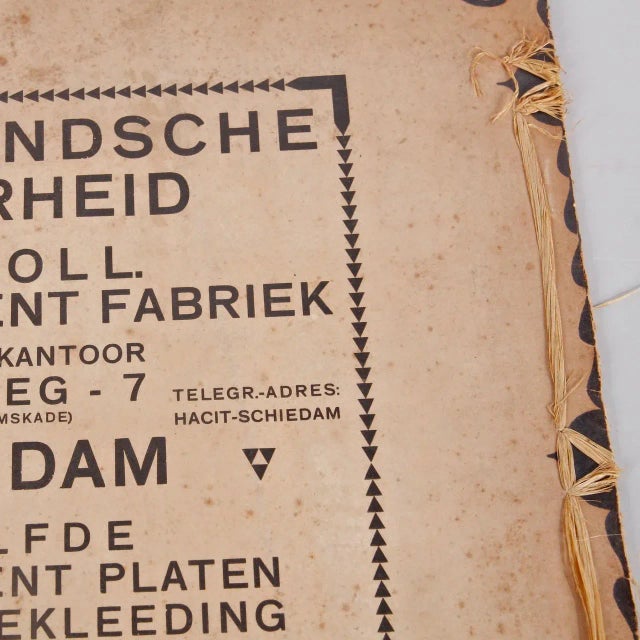 NDSCHE
RHEID
OLL.
ENT FABRIEK
KANTOOR
EG - 7
MSKADE)
TELEGR.-ADRES:
HACIT-SCHIEDAM
DAM
LFDE
ENT PLATEN
EKLEEDING